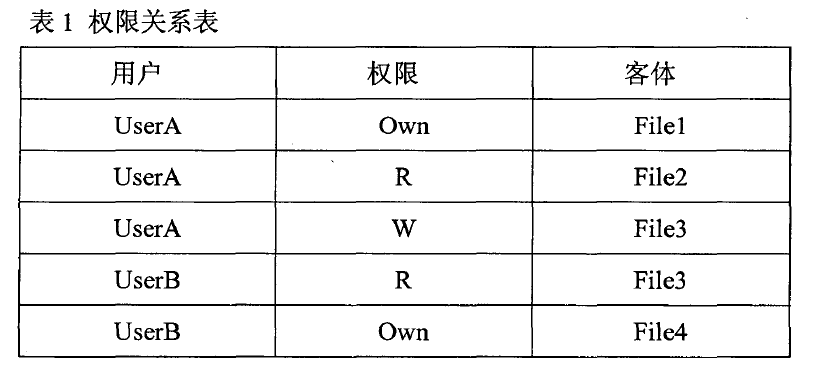 表 1 权限关系表
用户 权限 客体
UserA Own File1
UserA R File2
UserA W File3
UserB R File3
UserB Own File4